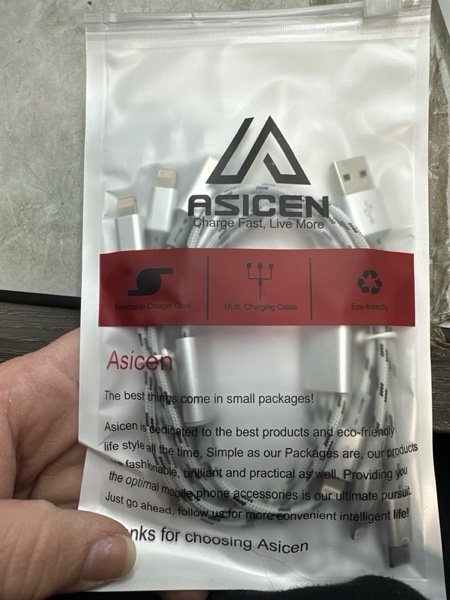 ASICEN
Charge Fast, Live More
Retractable Charger Cord
Multi Charging Cable
Eco-friendly
Asicen
The best things come in small packages!
Asicen is dedicated to the best products and eco-friendly
life style all the time, Simple as our Packages are, our products
fashionable, brilliant and practical as well. Providing you
the optimal mobile phone accessories is our ultimate pursuit.
Just go ahead, follow us for more convenient intelligent life!
nks for choosing Asicen